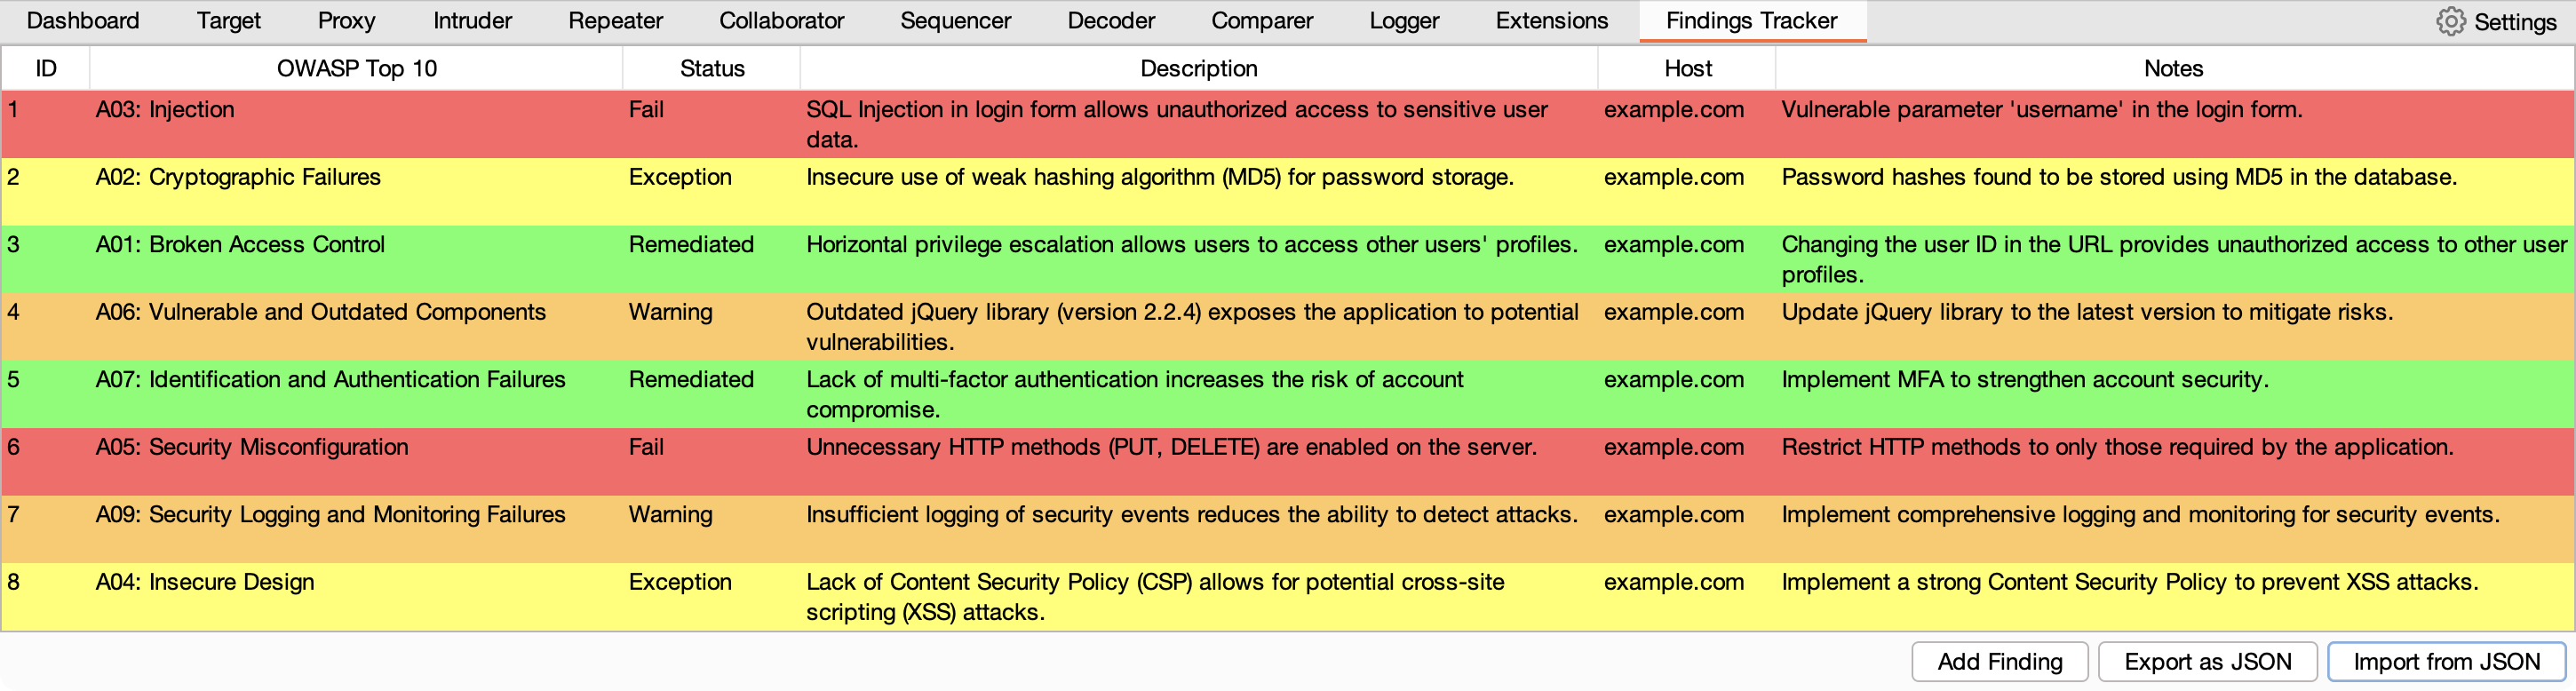 Dashboard Target Proxy Intruder Repeater Collaborator Sequencer Decoder Comparer Logger Extensions Findings Tracker Settings
ID OWASP Top 10 Status Description Host Notes
1 A03: Injection Fail SQL Injection in login form allows unauthorized access to sensitive user example.com Vulnerable parameter 'username' in the login form.
data.
2 A02: Cryptographic Failures Exception Insecure use of weak hashing algorithm (MD5) for password storage. example.com Password hashes found to be stored using MD5 in the database.
3 A01: Broken Access Control Remediated Horizontal privilege escalation allows users to access other users' profiles. example.com Changing the user ID in the URL provides unauthorized access to other user
profiles.
4 A06: Vulnerable and Outdated Components Warning Outdated jQuery library (version 2.2.4) exposes the application to potential example.com Update jQuery library to the latest version to mitigate risks.
vulnerabilities.
5 A07: Identification and Authentication Failures Remediated Lack of multi-factor authentication increases the risk of account example.com Implement MFA to strengthen account security.
compromise.
6 A05: Security Misconfiguration Fail Unnecessary HTTP methods (PUT, DELETE) are enabled on the server. example.com Restrict HTTP methods to only those required by the application.
7 A09: Security Logging and Monitoring Failures Warning Insufficient logging of security events reduces the ability to detect attacks. example.com Implement comprehensive logging and monitoring for security events.
8 A04: Insecure Design Exception Lack of Content Security Policy (CSP) allows for potential cross-site example.com Implement a strong Content Security Policy to prevent XSS attacks.
scripting (XSS) attacks.
Add Finding Export as JSON Import from JSON